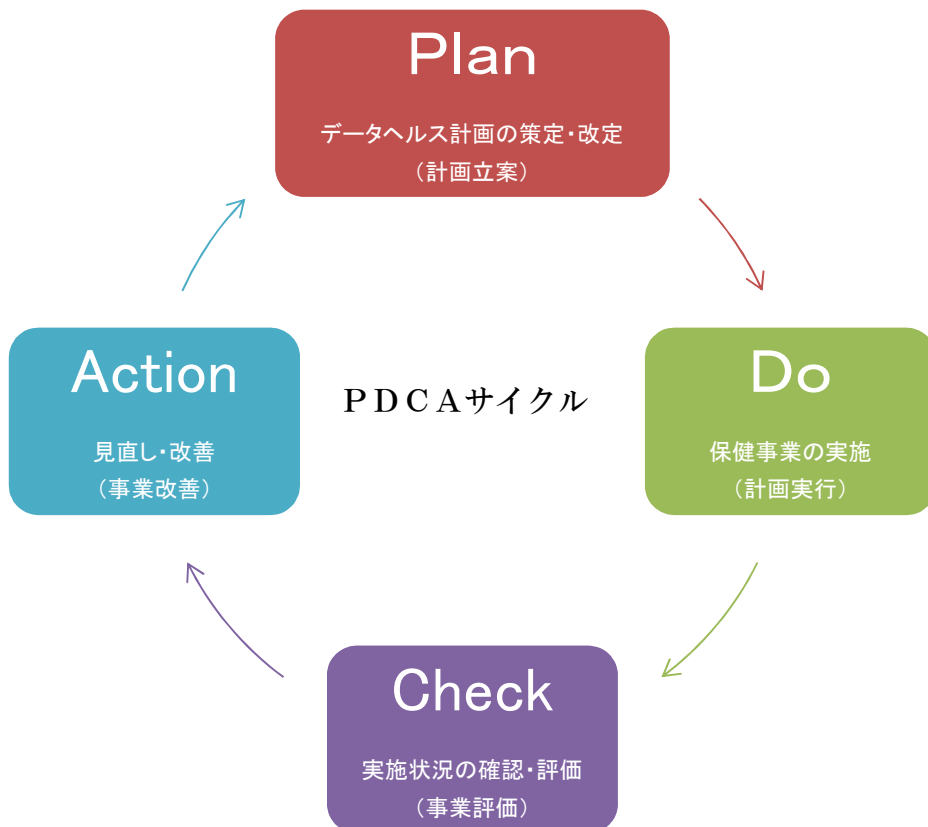 Plan
データヘルス計画の策定・改定
（計画立案）
Action
見直し・改善
（事業改善）
ＰＤＣＡサイクル
Do
保健事業の実施
（計画実行）
Check
実施状況の確認・評価
（事業評価）